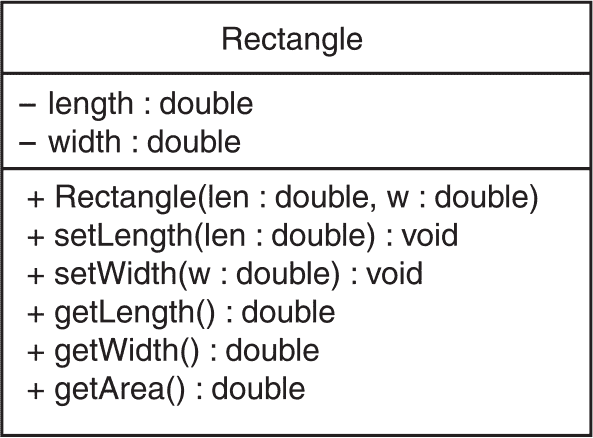 Rectangle
– length : double
– width : double
+ Rectangle(len : double, w : double)
+ setLength(len : double) : void
+ setWidth(w : double) : void
+ getLength() : double
+ getWidth() : double
+ getArea() : double